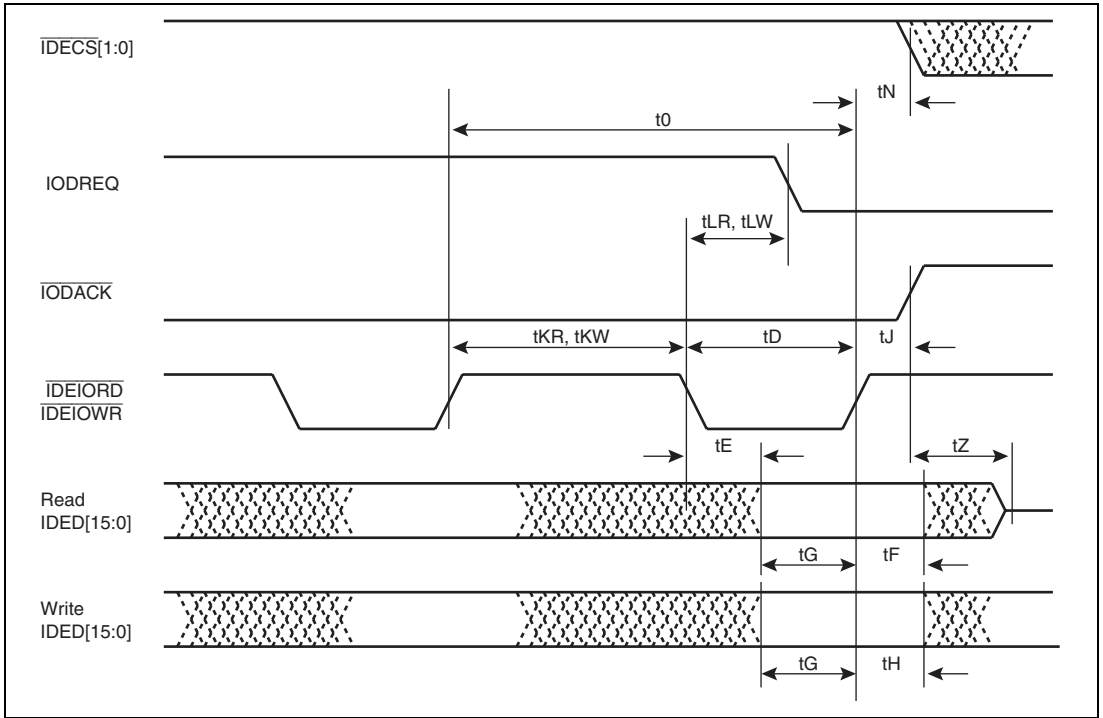 IDECS[1:0]
tN
t0
IODREQ
tLR, tLW
IODACK
tKR, tKW
tD
tJ
IDEIORD
IDEIOWR
tE
tZ
Read
IDED[15:0]
tG
tF
Write
IDED[15:0]
tG
tH